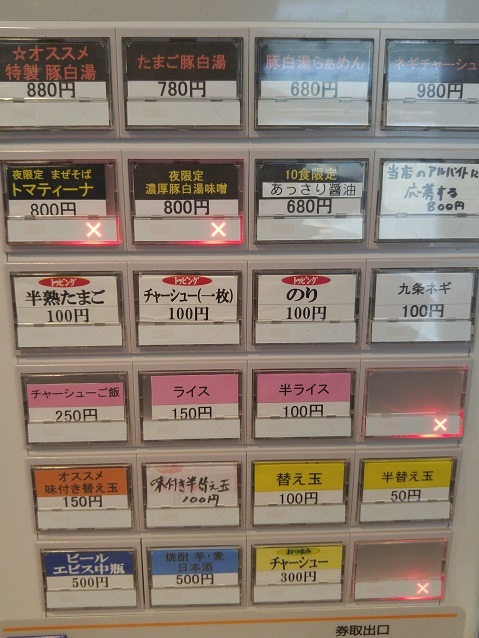 ☆オススメ
特製 豚白湯
880円
たまご豚白湯
780円
豚白湯らぁめん
680円
ネギチャーシュ
980円
夜限定 まぜそば
トマティーナ
800円
×
夜限定
濃厚豚白湯味噌
800円
×
10食限定
あっさり醤油
680円
当店のアルバイトに
応募する
800円
トッピング
半熟たまご
100円
トッピング
チャーシュー(一枚)
100円
トッピング
のり
100円
九条ネギ
100円
チャーシューご飯
250円
ライス
150円
半ライス
100円
×
オススメ
味付き替え玉
150円
味付き半替え玉
100円
替え玉
100円
半替え玉
50円
ビール
エビス中瓶
500円
焼酎 芋・麦
日本酒
500円
おつまみ
チャーシュー
300円
×
券取出口